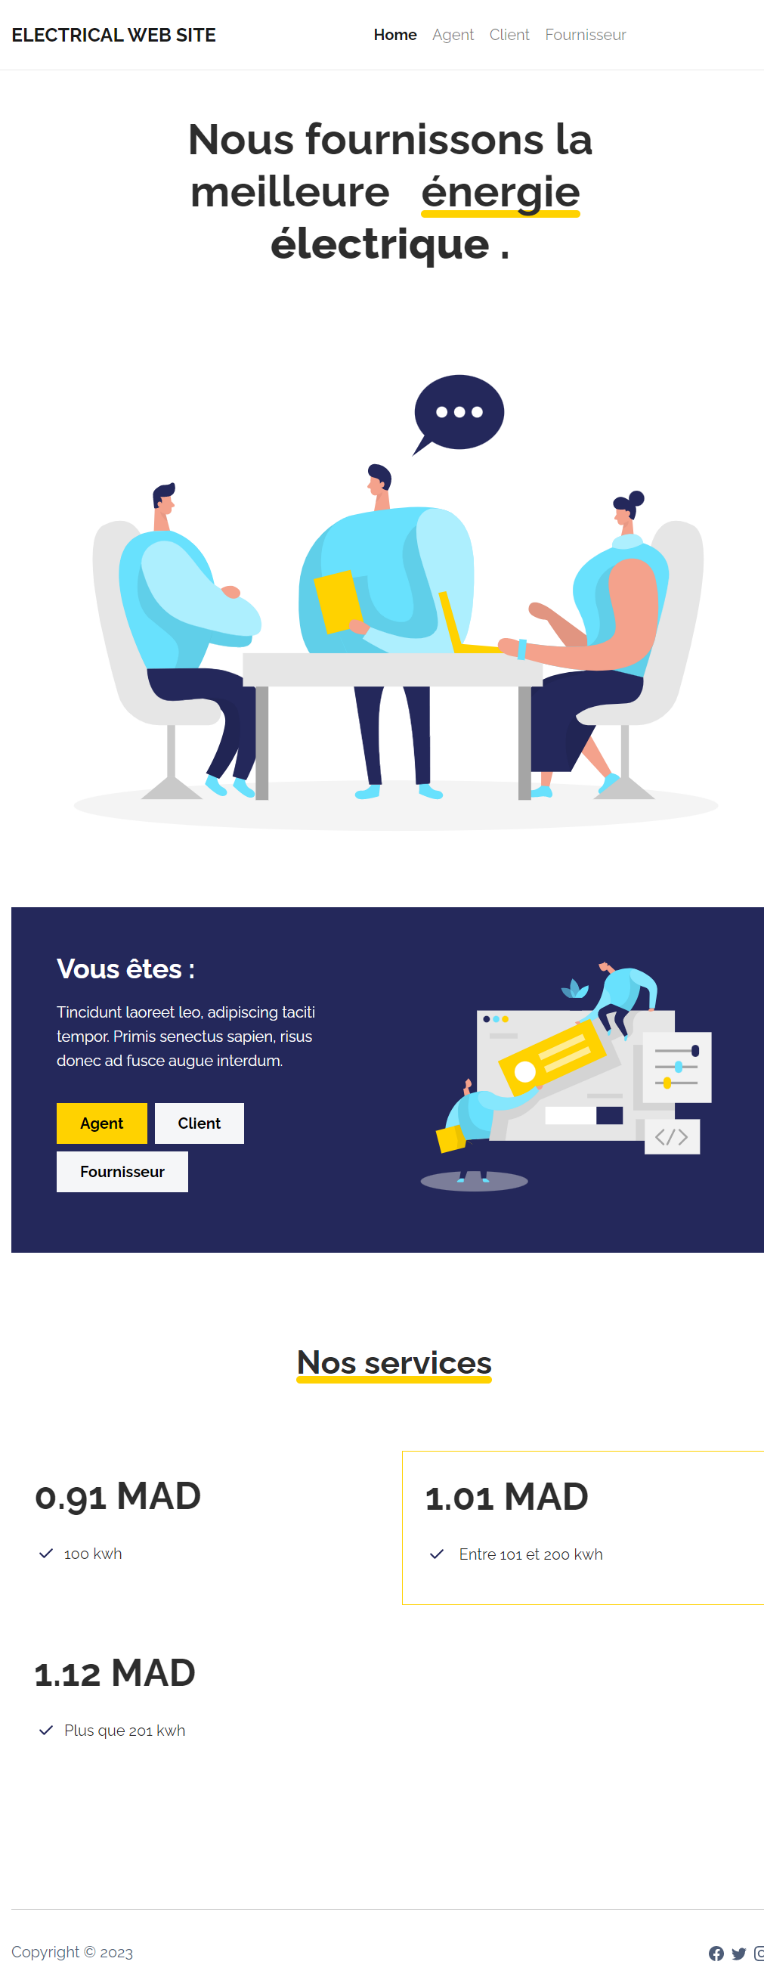 ELECTRICAL WEB SITE
Home Agent Client Fournisseur
Nous fournissons la
meilleure énergie
électrique .
Vous êtes :
Tincidunt laoreet leo, adipiscing taciti
tempor. Primis senectus sapien, risus
donec ad fusce augue interdum.
Agent Client
Fournisseur
</>
Nos services
0.91 MAD
100 kwh
1.01 MAD
Entre 101 et 200 kwh
1.12 MAD
Plus que 201 kwh
Copyright © 2023